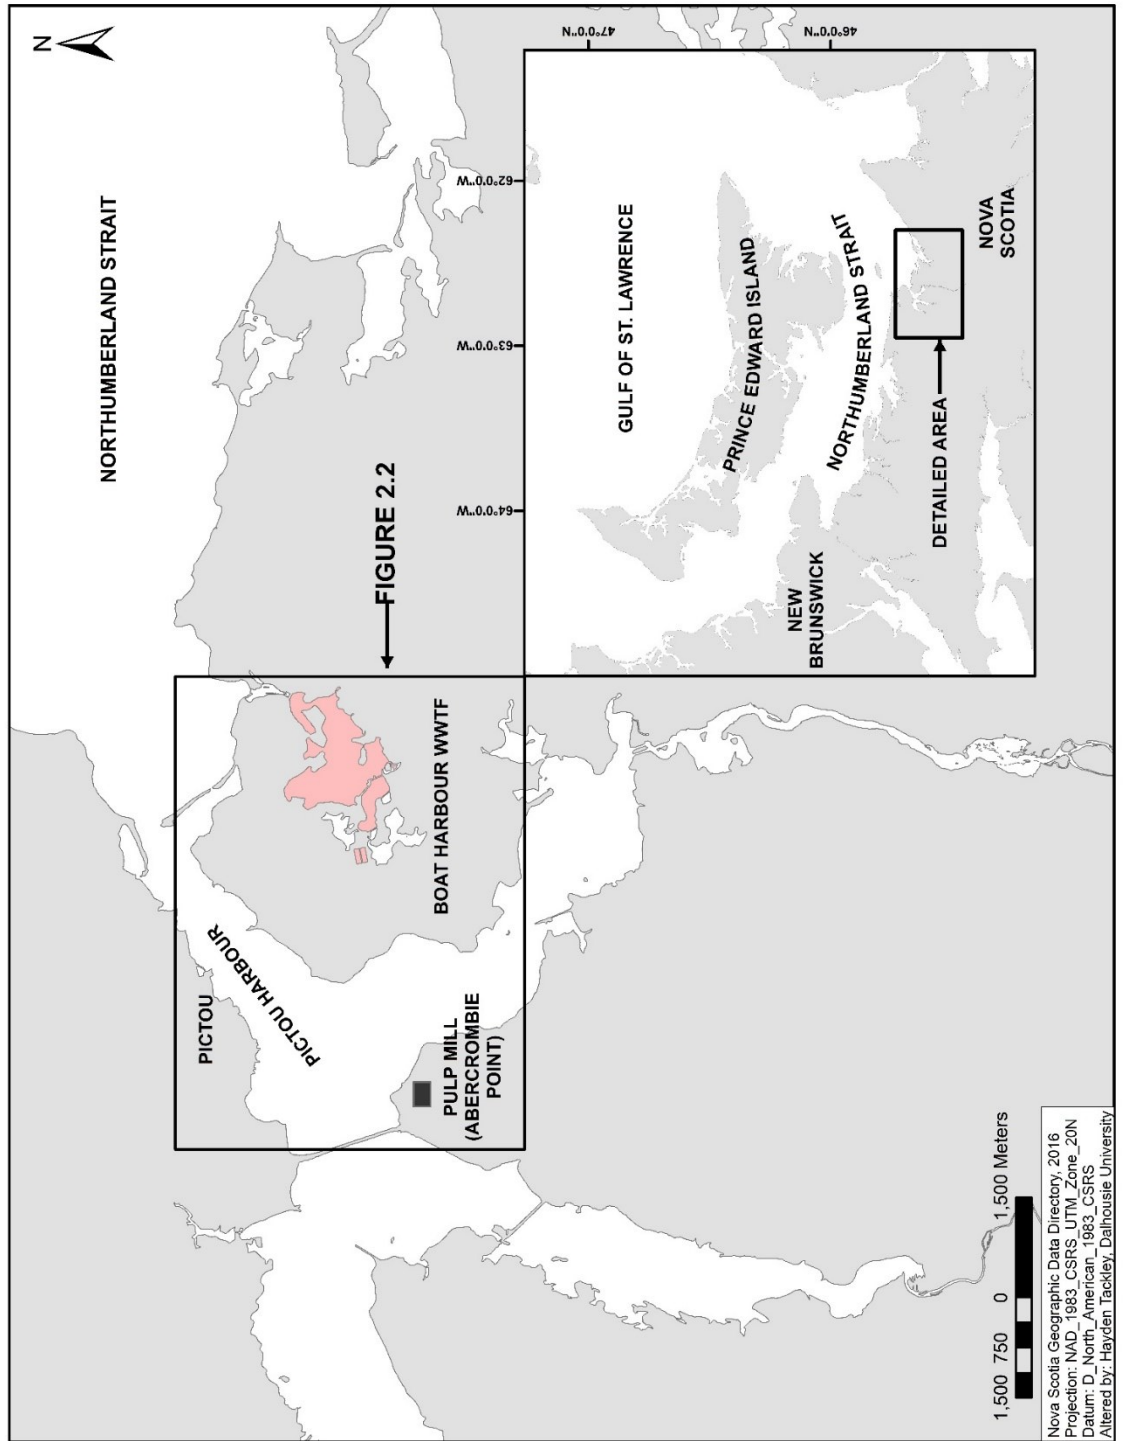 NORTHUMBERLAND STRAIT
N
PICTOU
PICTOU HARBOUR
FIGURE 2.2
PULP MILL
(ABERCROMBIE
POINT)
BOAT HARBOUR WWTF
1,500 750 0 1,500 Meters
Nova Scotia Geographic Data Directory, 2016
Projection: NAD_1983_CSRS_UTM_Zone_20N
Datum: D_North_American_1983_CSRS
Altered by: Hayden Tackley, Dalhousie University
64°0'0"W
63°0'0"W
62°0'0"W
47°0'0"N
46°0'0"N
GULF OF ST. LAWRENCE
PRINCE EDWARD ISLAND
NORTHUMBERLAND STRAIT
NEW
BRUNSWICK
DETAILED AREA
NOVA
SCOTIA